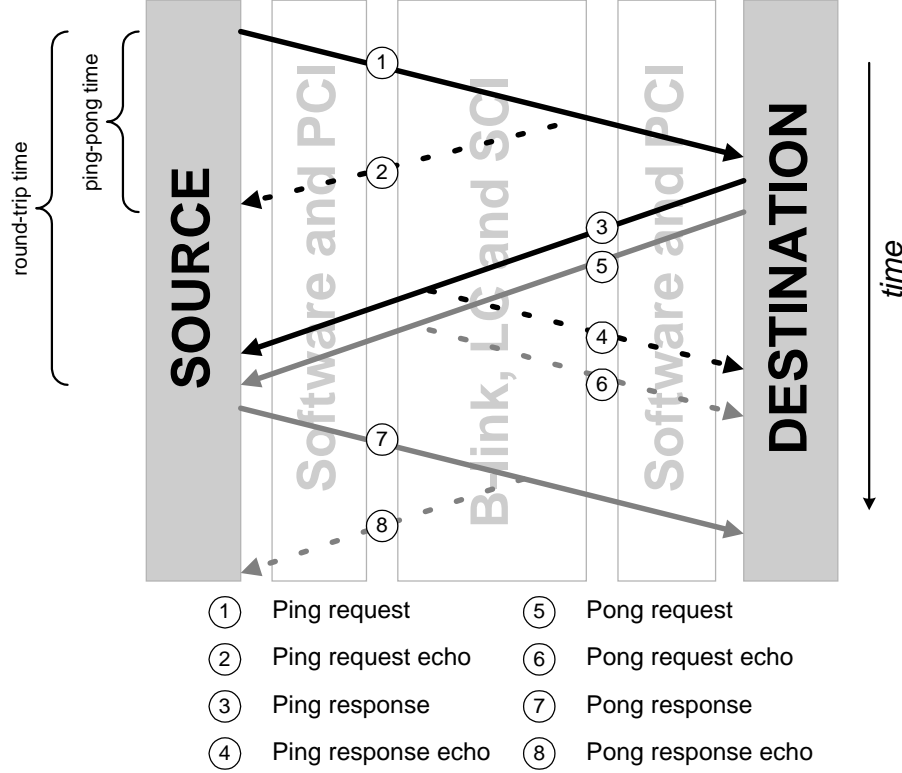 round-trip time
ping-pong time
SOURCE
Software and PCI
B-link, LC and SCI
Software and PCI
DESTINATION
time
1
2
3
5
4
6
7
8
1 Ping request
2 Ping request echo
3 Ping response
4 Ping response echo
5 Pong request
6 Pong request echo
7 Pong response
8 Pong response echo